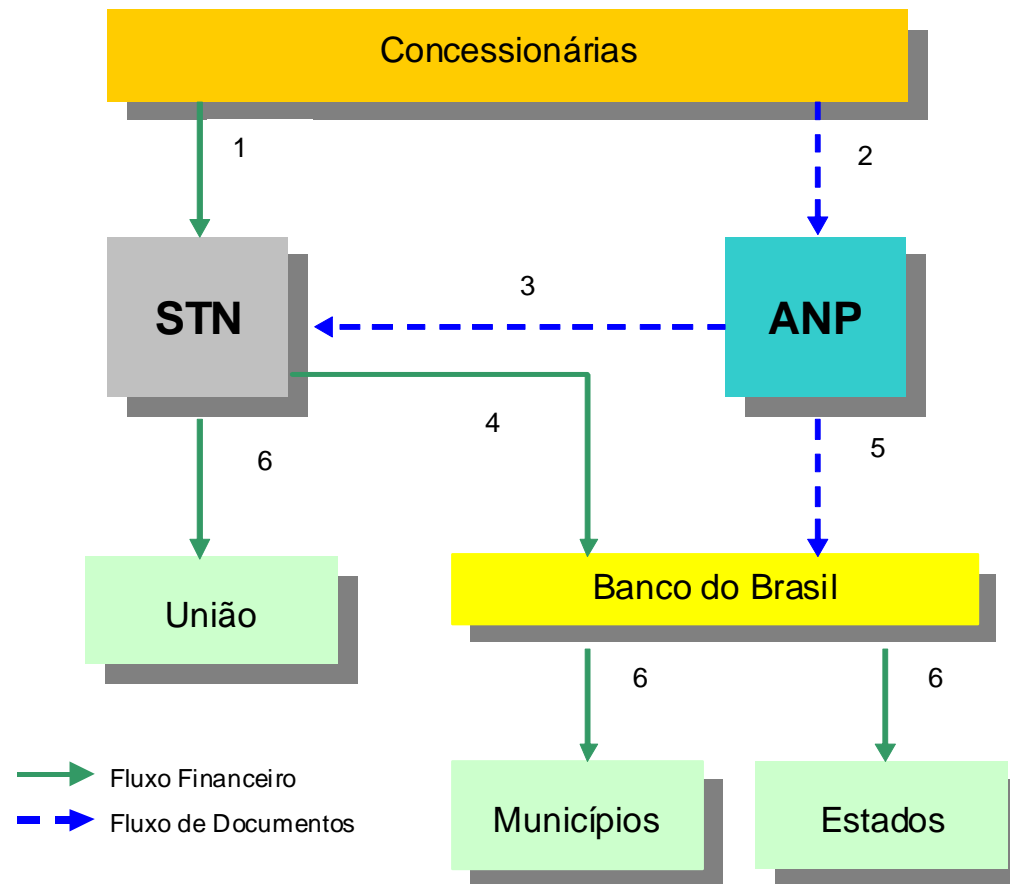 Concessionárias
1
2
STN
3
ANP
4
5
6
União
Banco do Brasil
6
6
Fluxo Financeiro
Fluxo de Documentos
Municípios
Estados